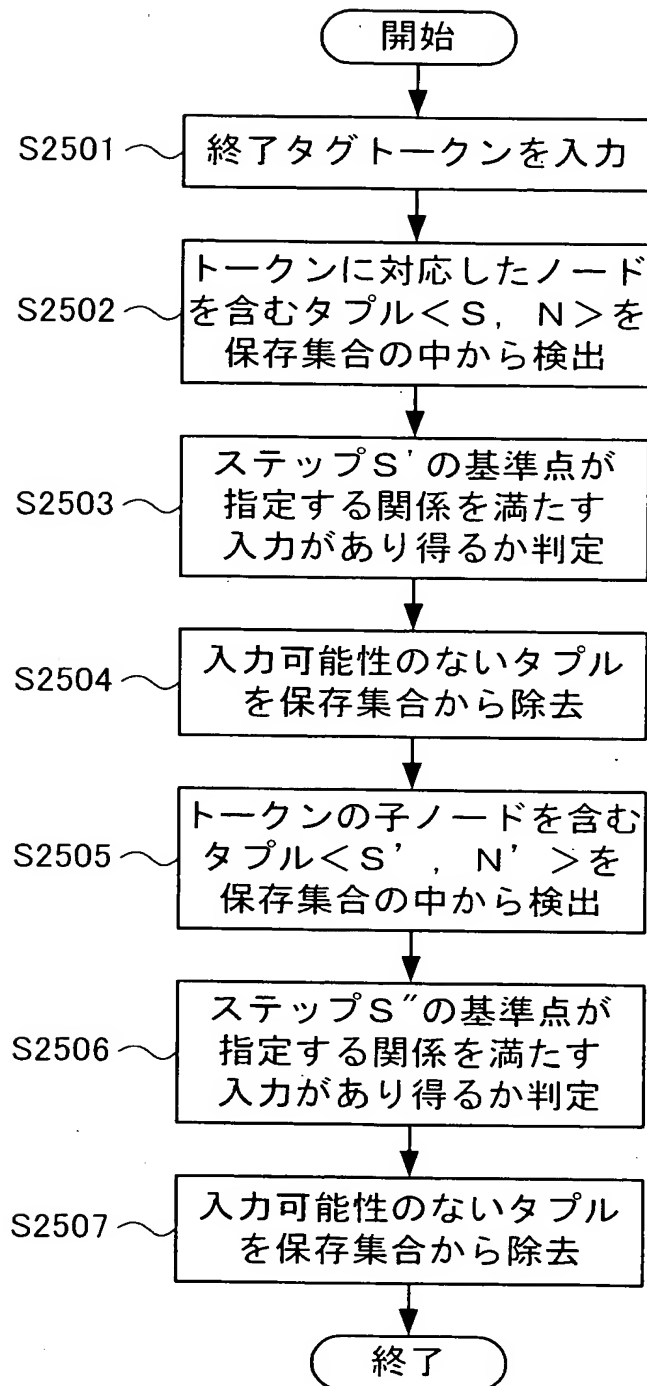 開始
S2501
終了タグトークンを入力
S2502
トークンに対応したノード
を含むタプル<S, N>を
保存集合の中から検出
S2503
ステップS'の基準点が
指定する関係を満たす
入力があり得るか判定
S2504
入力可能性のないタプル
を保存集合から除去
S2505
トークンの子ノードを含む
タプル<S', N'>を
保存集合の中から検出
S2506
ステップS″の基準点が
指定する関係を満たす
入力があり得るか判定
S2507
入力可能性のないタプル
を保存集合から除去
終了